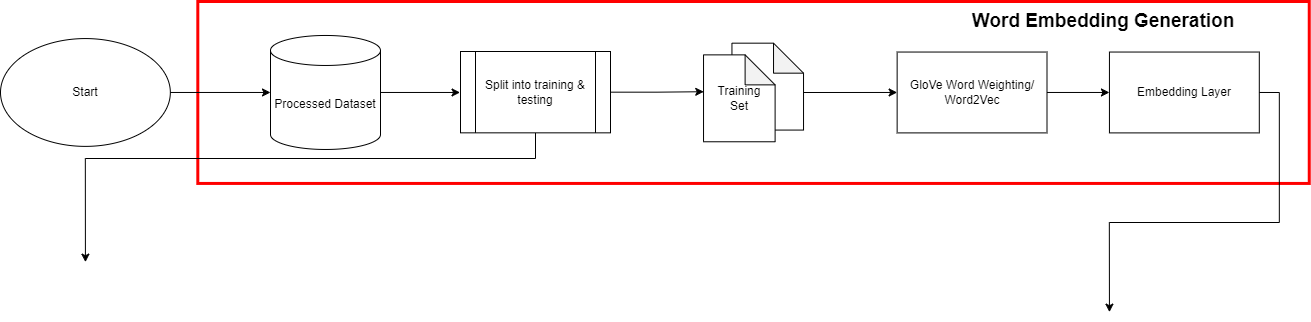 Word Embedding Generation
Start
Processed Dataset
Split into training &
testing
Training
Set
GloVe Word Weighting/
Word2Vec
Embedding Layer